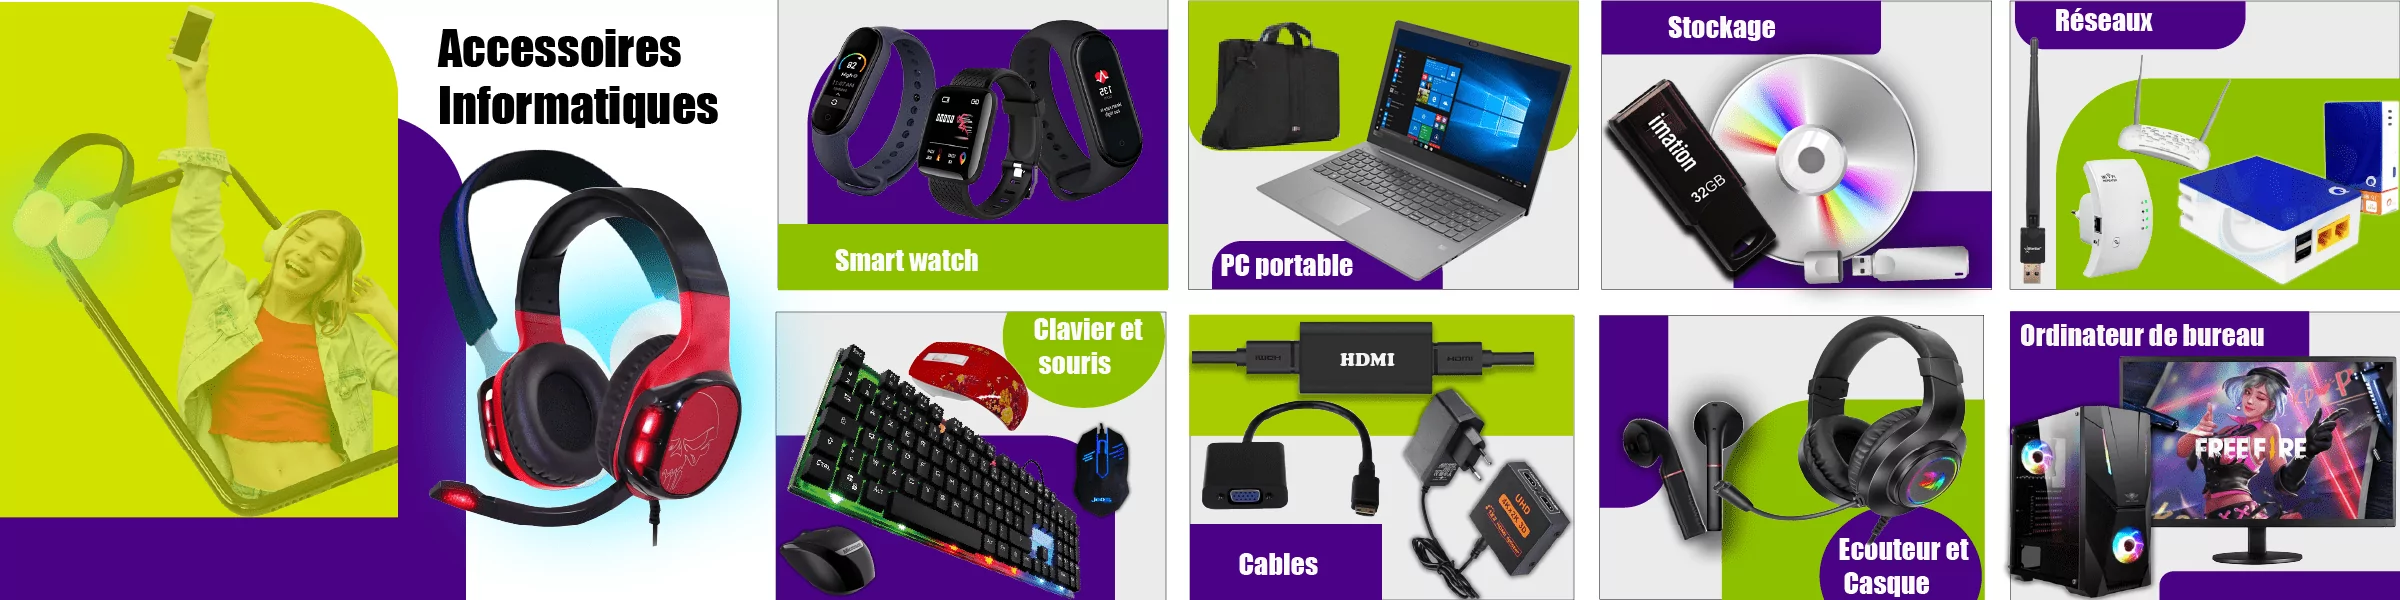 Accessoires
Informatiques
Smart watch
PC portable
Stockage
imation
32GB
Réseaux
Clavier et
souris
HDMI
UHD
Cables
Ecouteur et
Casque
Ordinateur de bureau
FREE FIRE